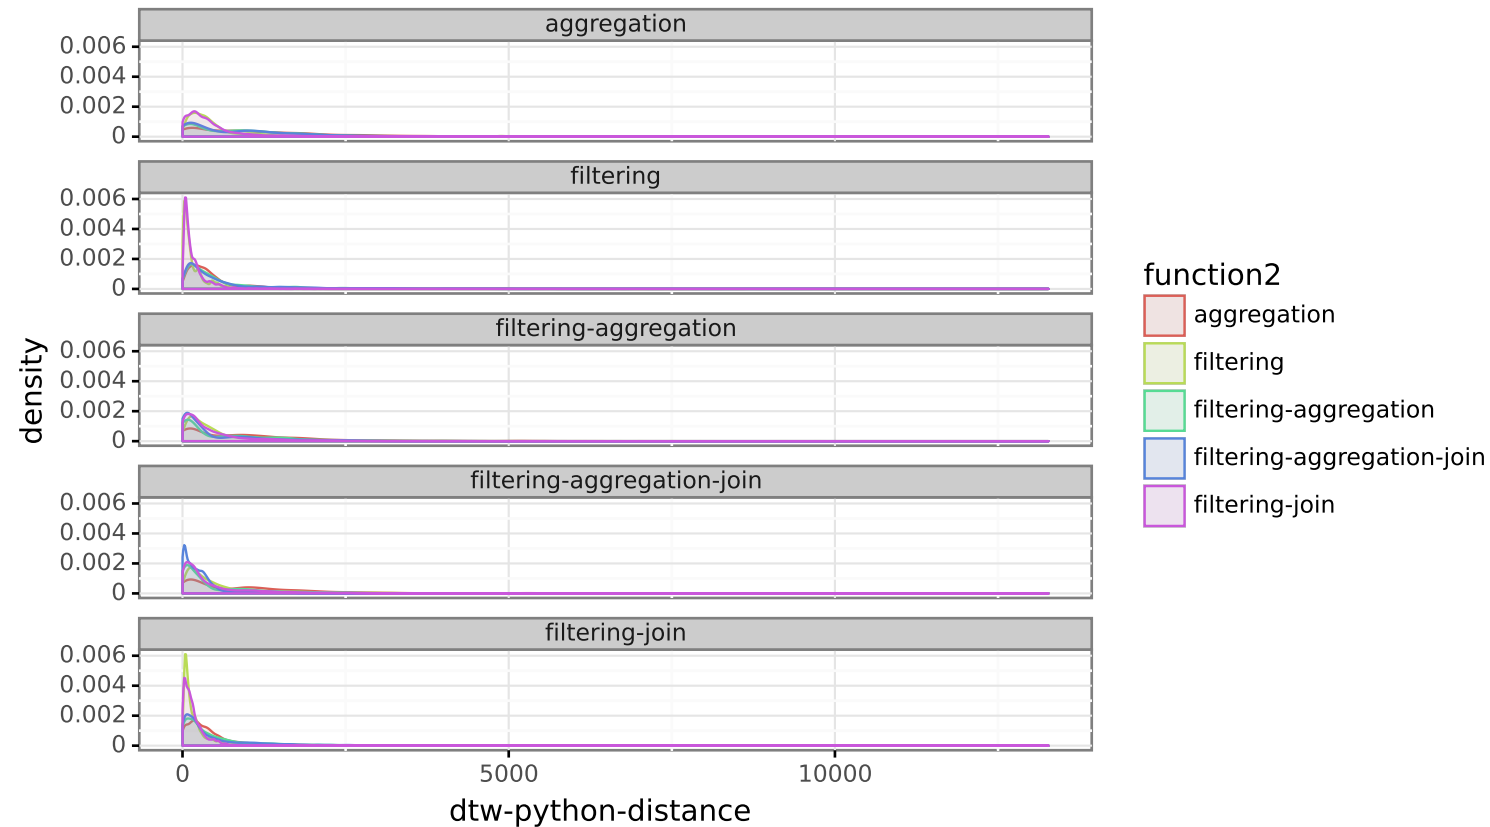 aggregation
0.006
0.004
0.002
0
filtering
0.006
0.004
0.002
0
filtering-aggregation
0.006
0.004
0.002
0
filtering-aggregation-join
0.006
0.004
0.002
0
filtering-join
0.006
0.004
0.002
0
0 5000 10000
dtw-python-distance
density
function2
aggregation
filtering
filtering-aggregation
filtering-aggregation-join
filtering-join